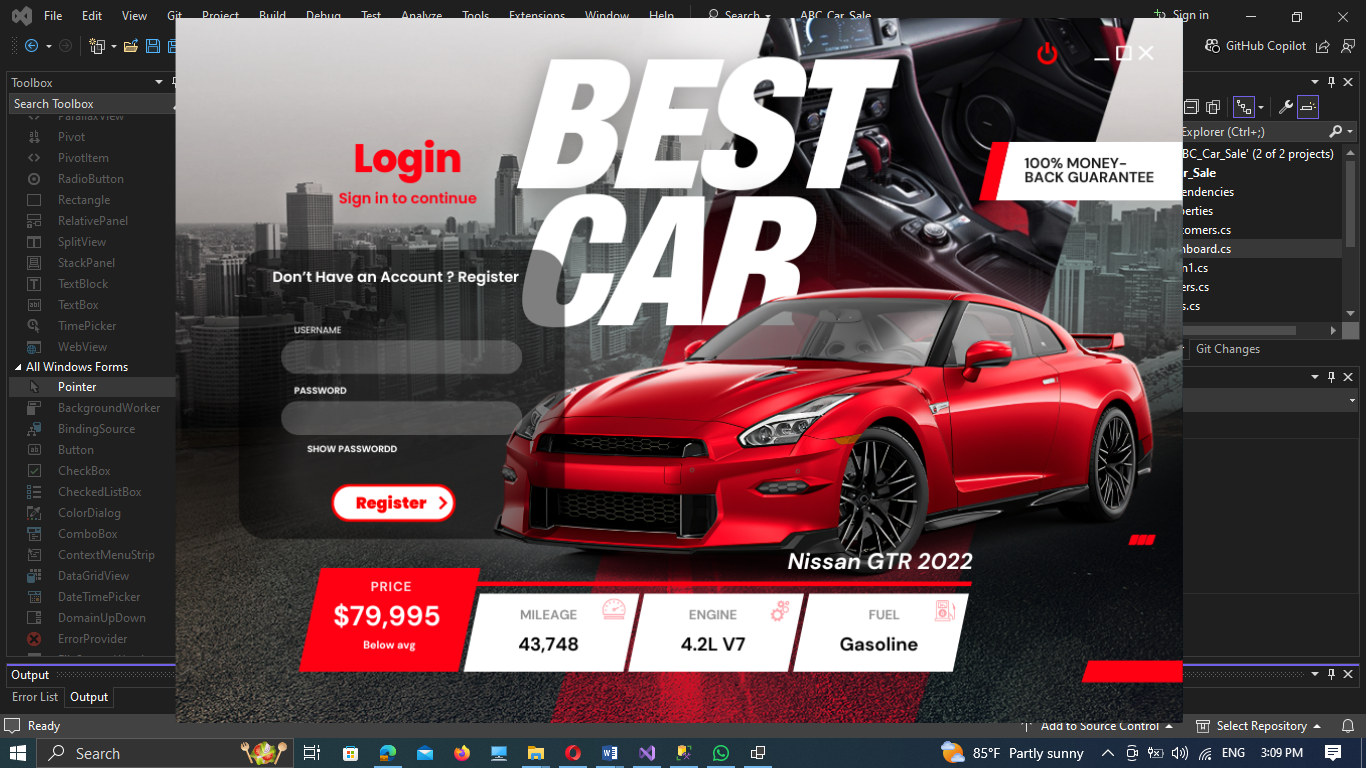 File Edit View Git Project Build Debug Test Analyze Tools Extensions Window Help Search ABC_Car_Sale Sign in
GitHub Copilot
Toolbox
Search Toolbox
ParallaxView
Pivot
PivotItem
RadioButton
Rectangle
RelativePanel
SplitView
StackPanel
TextBlock
TextBox
TimePicker
WebView
All Windows Forms
Pointer
BackgroundWorker
BindingSource
Button
CheckBox
CheckedListBox
ColorDialog
ComboBox
ContextMenuStrip
DataGridView
DateTimePicker
DomainUpDown
ErrorProvider
BEST
CAR
Login
Sign in to continue
Don't Have an Account ? Register
USERNAME
PASSWORD
SHOW PASSWORDD
Register
100% MONEY-
BACK GUARANTEE
Nissan GTR 2022
PRICE
$79,995
Below avg
MILEAGE
43,748
ENGINE
4.2L V7
FUEL
Gasoline
Explorer (Ctrl+;)
BC_Car_Sale' (2 of 2 projects)
r_Sale
endencies
perties
tomers.cs
hboard.cs
n1.cs
ers.cs
s.cs
Git Changes
Output
Error List Output
Ready
Add to Source Control Select Repository
Search
85°F Partly sunny
ENG
3:09 PM